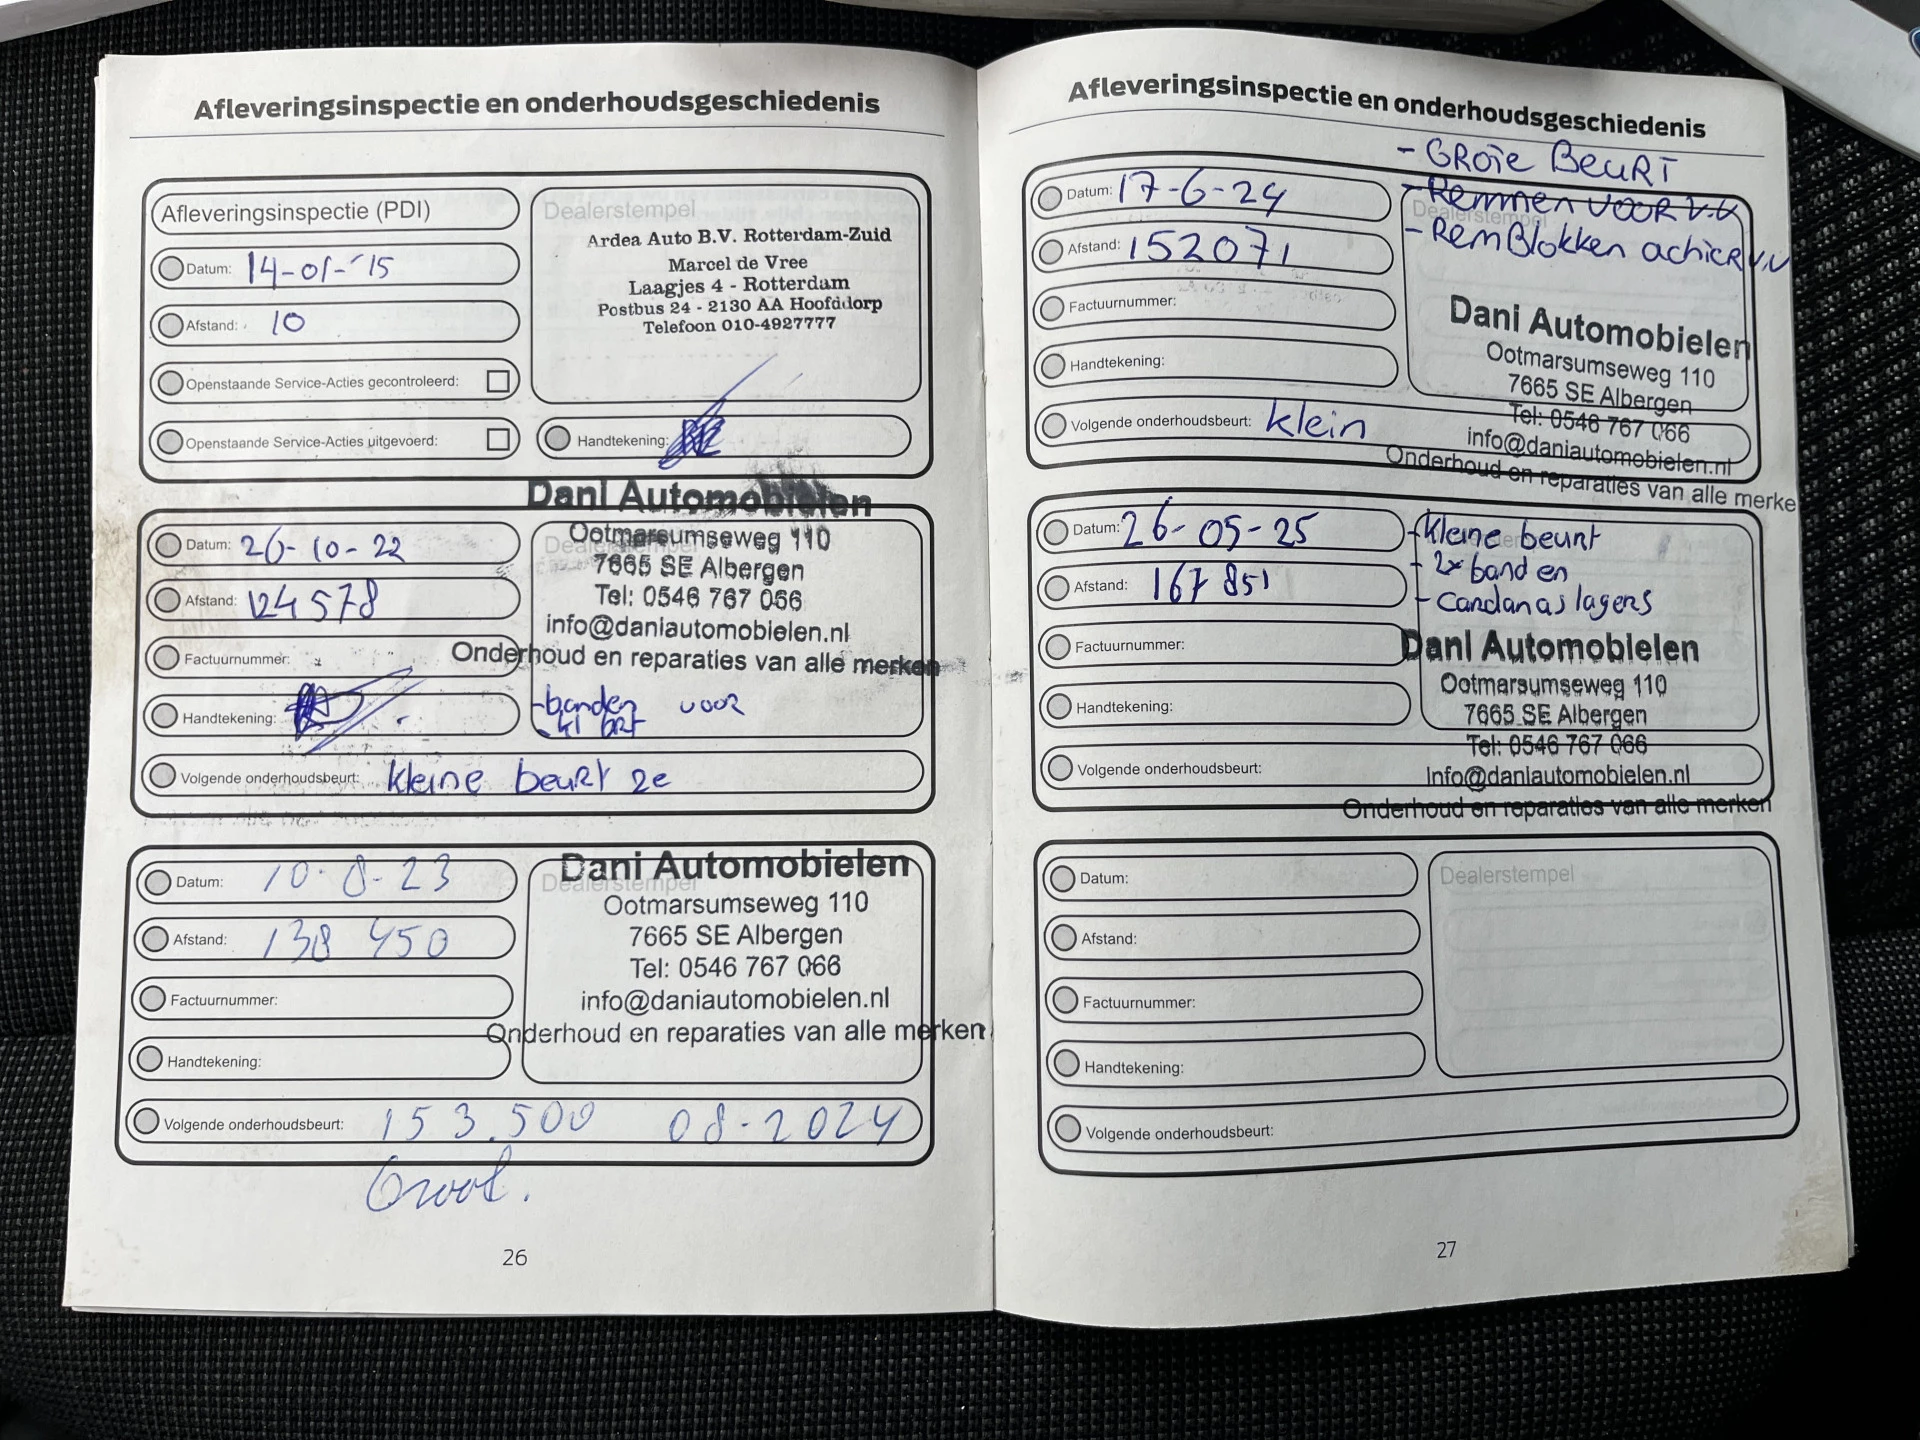 Afleveringsinspectie en onderhoudsgeschiedenis
Afleveringsinspectie (PDI)
Datum: 14-01-'15
Afstand: 10
Openstaande Service-Acties gecontroleerd:
Openstaande Service-Acties uitgevoerd:
Dealerstempel
Ardea Auto B.V. Rotterdam-Zuid
Marcel de Vree
Laagjes 4 - Rotterdam
Postbus 24 - 2130 AA Hoofddorp
Telefoon 010-4927777
Handtekening:
Datum: 26-10-22
Afstand: 124578
Factuurnummer:
Handtekening:
Dani Automobielen
Ootmarsumseweg 110
7665 SE Albergen
Tel: 0546 767 066
info@daniautomobielen.nl
Onderhoud en reparaties van alle merken
-banden voor
- kl brt
Volgende onderhoudsbeurt: kleine beurt 2e
Datum: 10-8-23
Afstand: 138 450
Factuurnummer:
Handtekening:
Dealerstempel
Dani Automobielen
Ootmarsumseweg 110
7665 SE Albergen
Tel: 0546 767 066
info@daniautomobielen.nl
Onderhoud en reparaties van alle merken
Volgende onderhoudsbeurt: 153.500 08-2024
Groot.
26
Afleveringsinspectie en onderhoudsgeschiedenis
- GROTE BEURT
- Remmen VOOR V.V
- RemBlokken achter V.V
Datum: 17-6-24
Afstand: 152071
Factuurnummer:
Handtekening:
Volgende onderhoudsbeurt: klein
Dealerstempel
Dani Automobielen
Ootmarsumseweg 110
7665 SE Albergen
Tel: 0546 767 066
info@daniautomobielen.nl
Onderhoud en reparaties van alle merke
Datum: 26-05-25
Afstand: 167 851
Factuurnummer:
Handtekening:
Volgende onderhoudsbeurt:
- kleine beurt
- 2x banden
- Cardanas lagers
Dani Automobielen
Ootmarsumseweg 110
7665 SE Albergen
Tel: 0546 767 066
info@daniautomobielen.nl
Onderhoud en reparaties van alle merken
Datum:
Afstand:
Factuurnummer:
Handtekening:
Volgende onderhoudsbeurt:
Dealerstempel
27